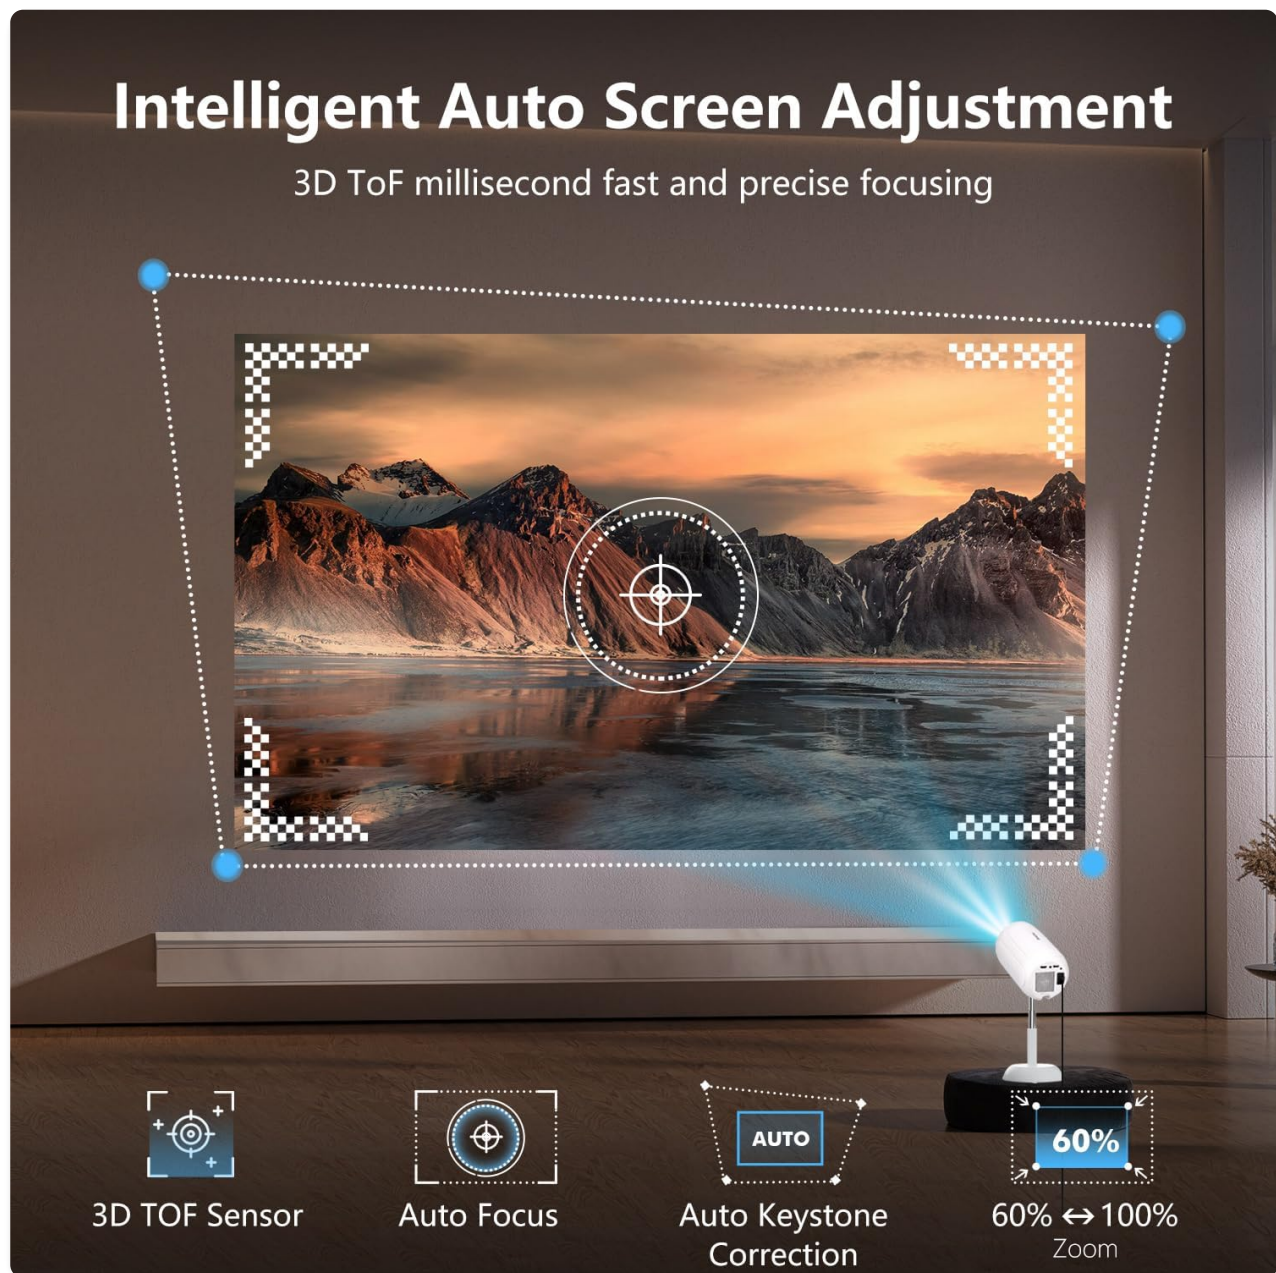 Intelligent Auto Screen Adjustment
3D ToF millisecond fast and precise focusing
AUTO
60%
3D TOF Sensor
Auto Focus
Auto Keystone
Correction
60% ↔ 100%
Zoom